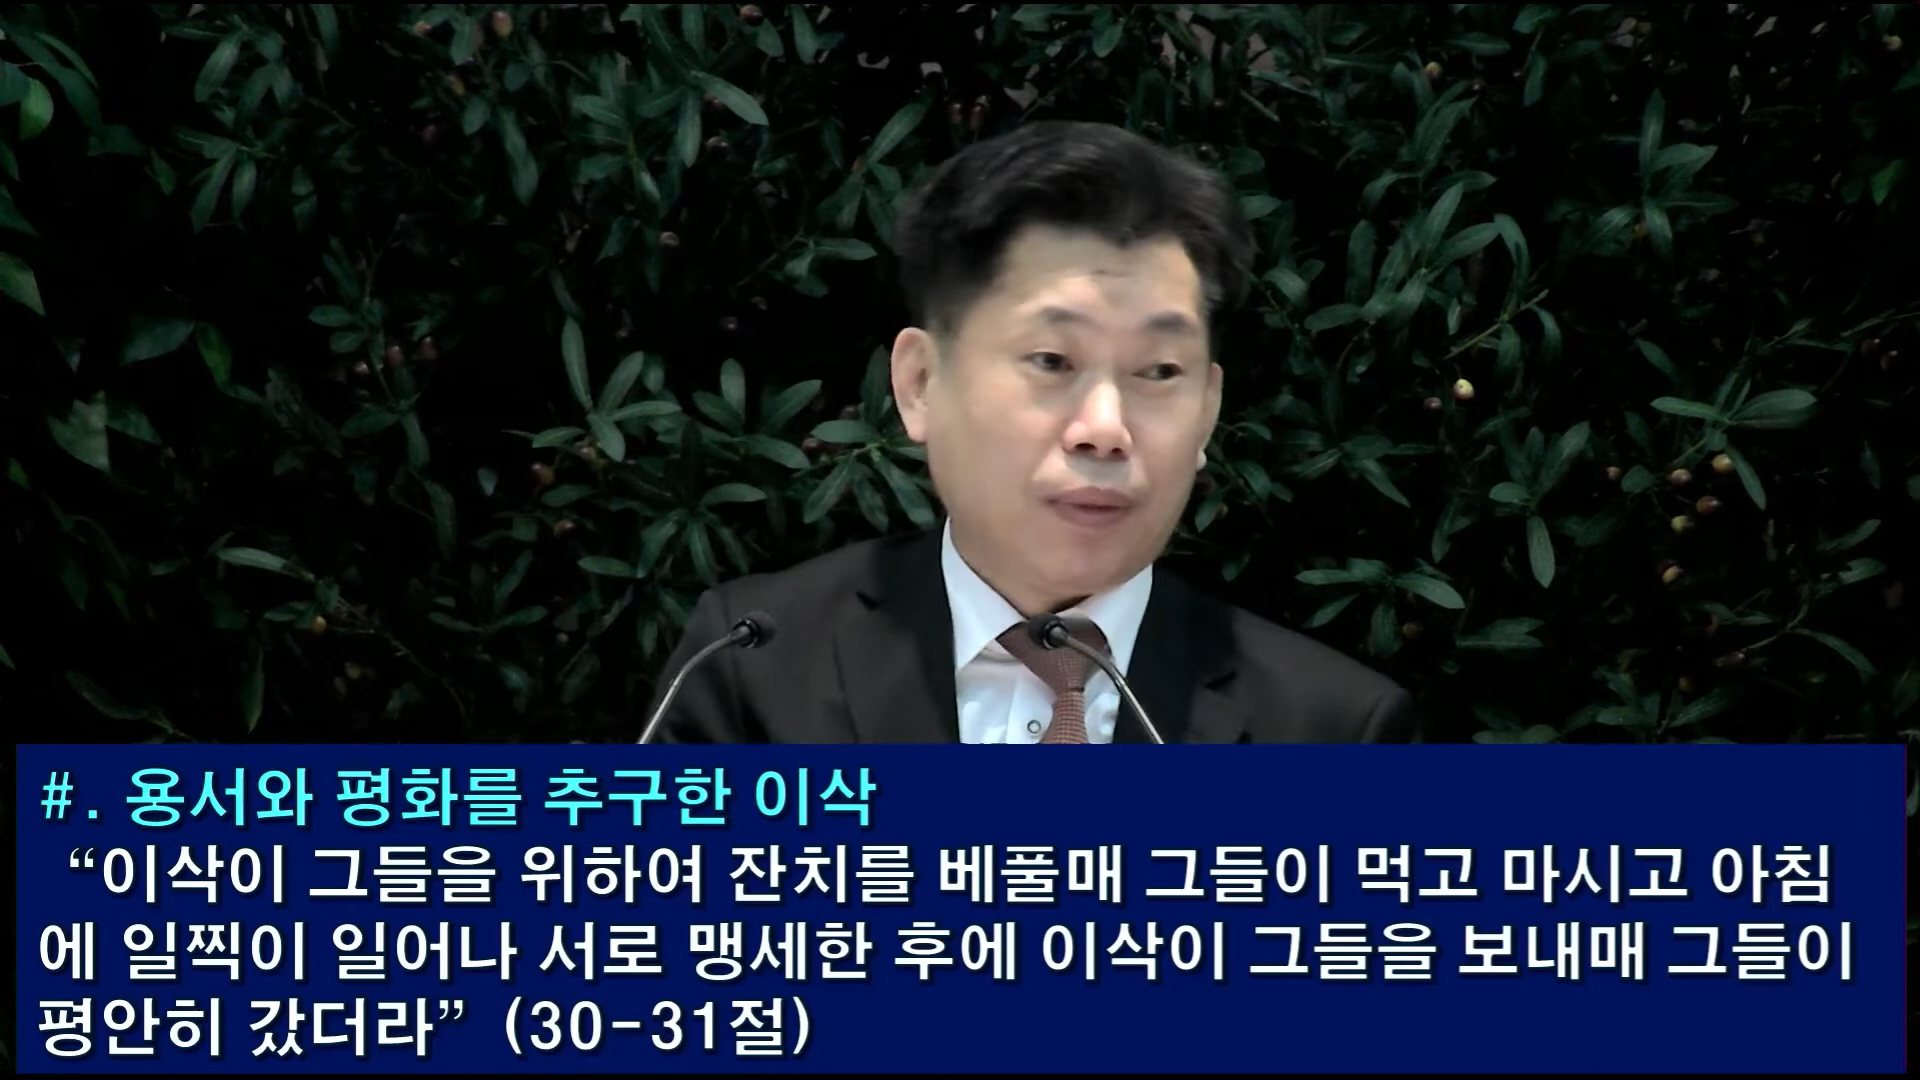 #. 용서와 평화를 추구한 이삭
“이삭이 그들을 위하여 잔치를 베풀매 그들이 먹고 마시고 아침
에 일찍이 일어나 서로 맹세한 후에 이삭이 그들을 보내매 그들이
평안히 갔더라” (30-31절)